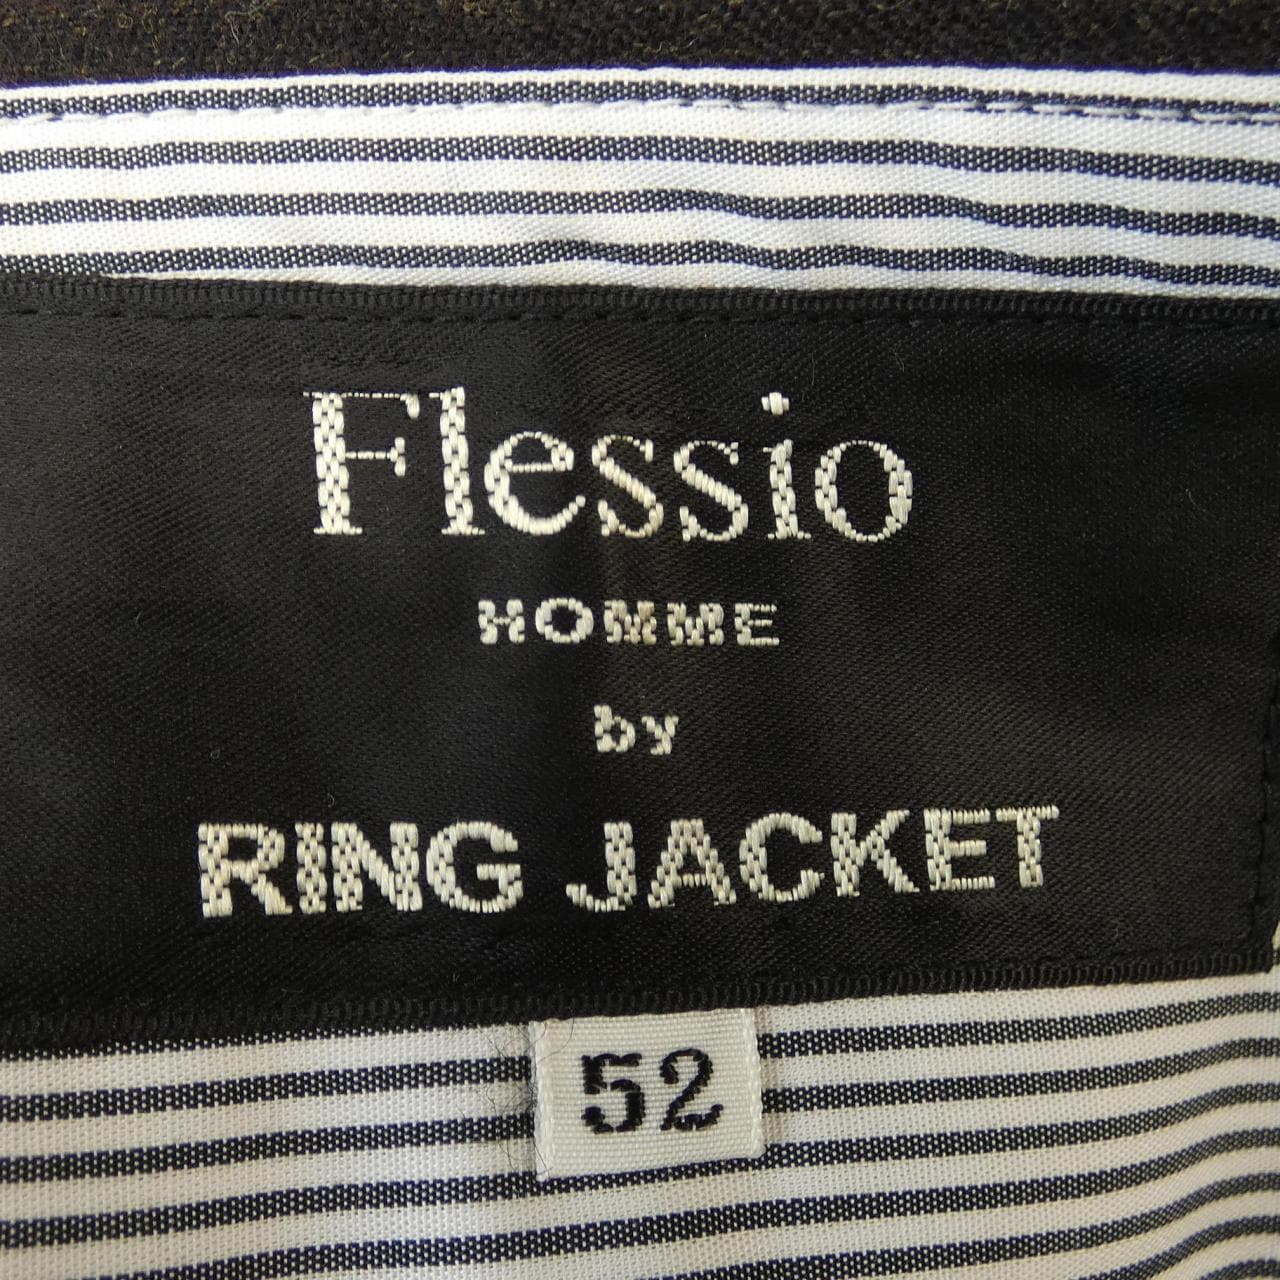 Flessio
HOMME
by
RING JACKET
52